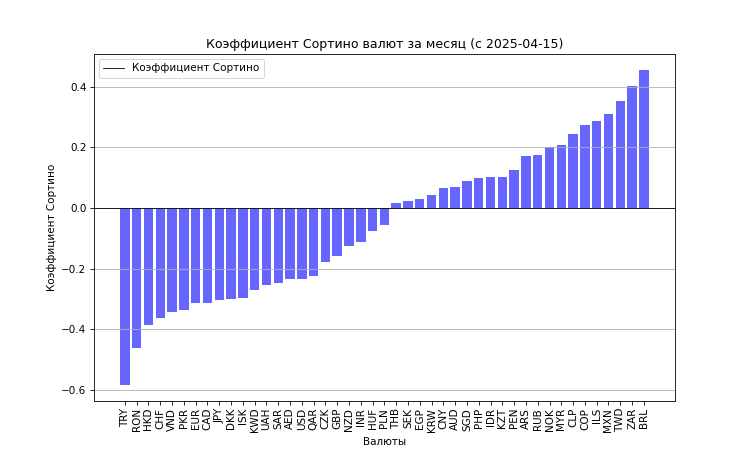 Коэффициент Сортино валют за месяц (с 2025-04-15)
Коэффициент Сортино
0.4
0.2
0.0
−0.2
−0.4
−0.6
Коэффициент Сортино
TRY
RON
HKD
CHF
VND
PKR
EUR
CAD
JPY
DKK
ISK
KWD
UAH
SAR
AED
USD
QAR
CZK
GBP
NZD
INR
HUF
PLN
THB
SEK
EGP
KRW
CNY
AUD
SGD
PHP
IDR
KZT
PEN
ARS
RUB
NOK
MYR
CLP
COP
ILS
MXN
TWD
ZAR
BRL
Валюты